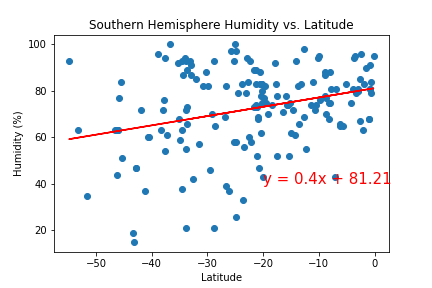 Southern Hemisphere Humidity vs. Latitude
Humidity (%)
100
80
60
40
20
y = 0.4x + 81.21
−50
−40
−30
−20
−10
0
Latitude